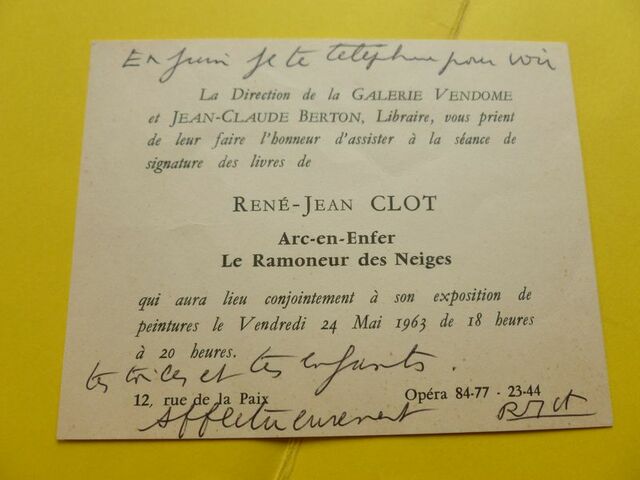 En juin je te téléphone pour voir
La Direction de la GALERIE VENDOME
et JEAN-CLAUDE BERTON, Libraire, vous prient
de leur faire l'honneur d'assister à la séance de
signature des livres de
RENÉ-JEAN CLOT
Arc-en-Enfer
Le Ramoneur des Neiges
qui aura lieu conjointement à son exposition de
peintures le Vendredi 24 Mai 1963 de 18 heures
à 20 heures.
et tes enfants.
12, rue de la Paix Opéra 84-77 - 23-44
affectueusement